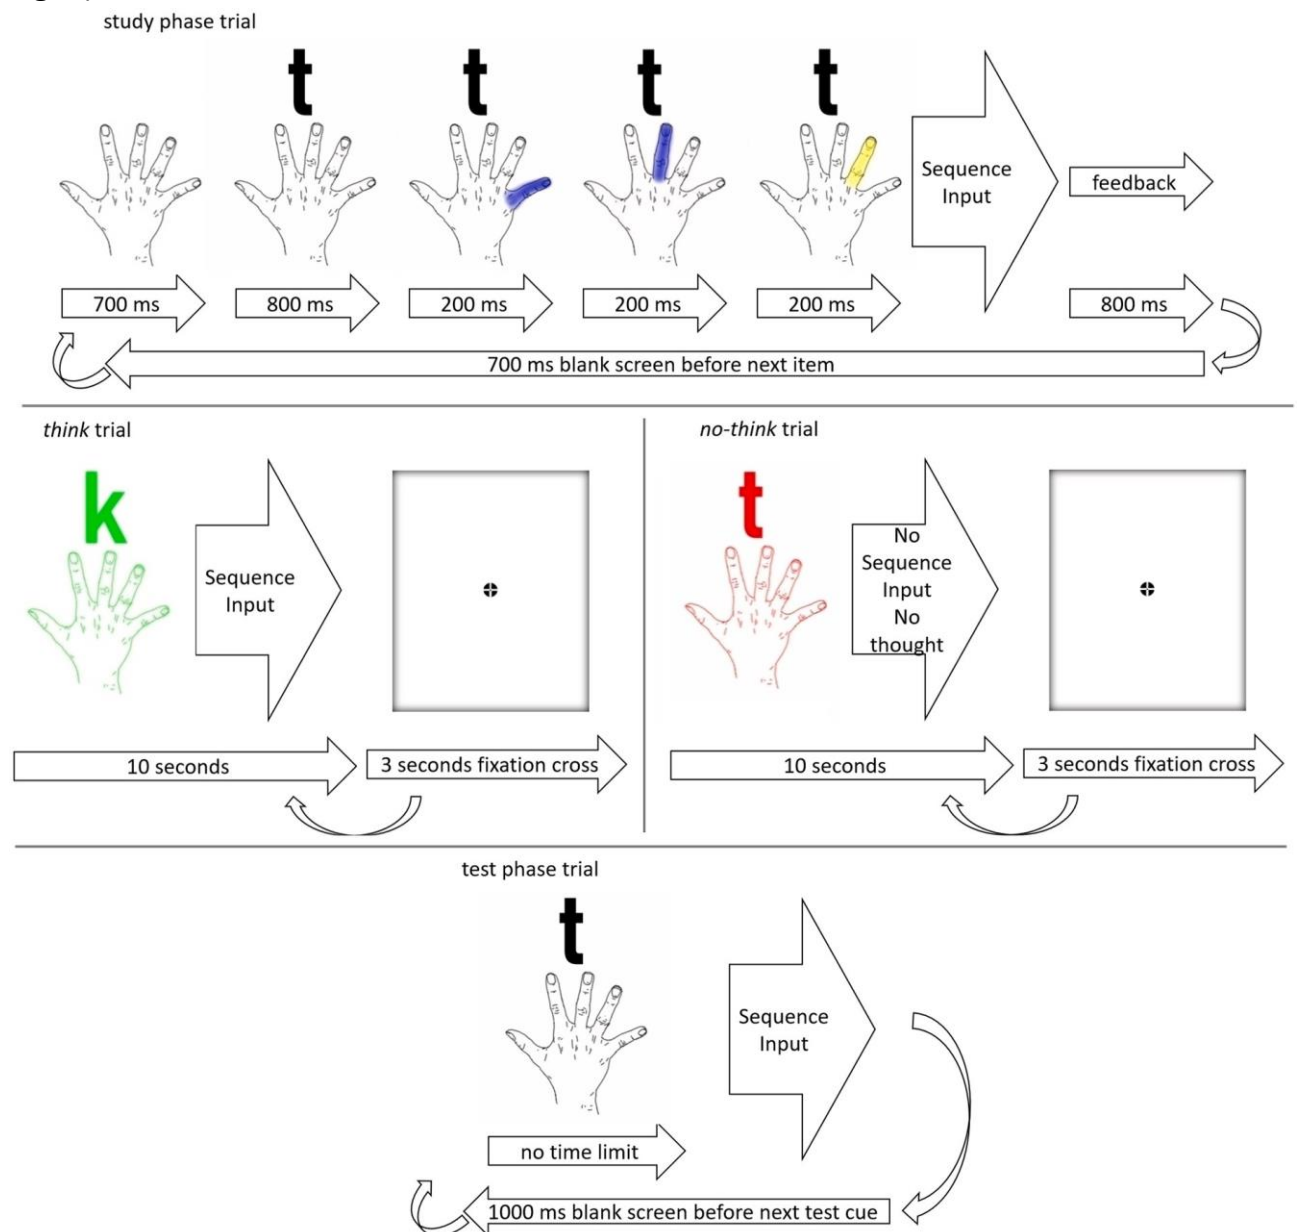 study phase trial
t t t t
Sequence
Input
feedback
700 ms 800 ms 200 ms 200 ms 200 ms 800 ms
700 ms blank screen before next item
think trial
k
Sequence
Input
10 seconds 3 seconds fixation cross
no-think trial
t
No
Sequence
Input
No
thought
10 seconds 3 seconds fixation cross
test phase trial
t
Sequence
Input
no time limit
1000 ms blank screen before next test cue